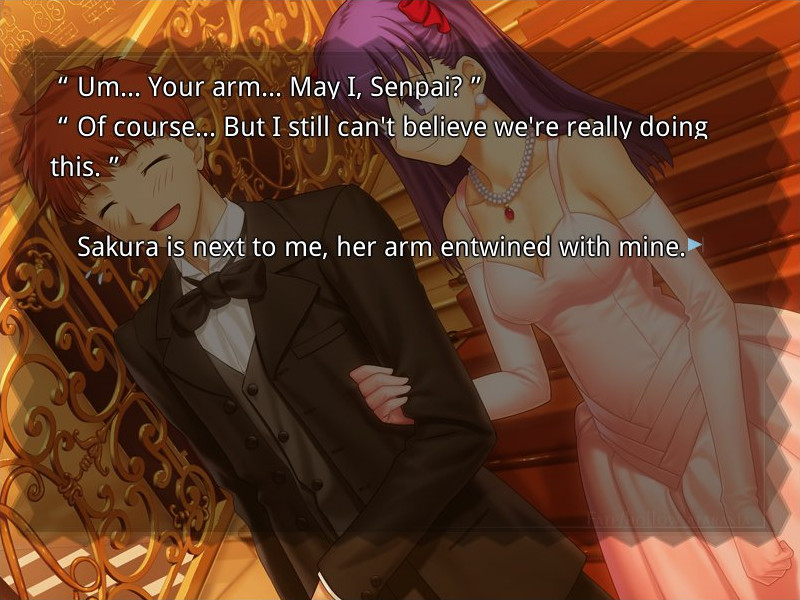 “ Um... Your arm... May I, Senpai? ”
“ Of course... But I still can't believe we're really doing
this. ”
Sakura is next to me, her arm entwined with mine.